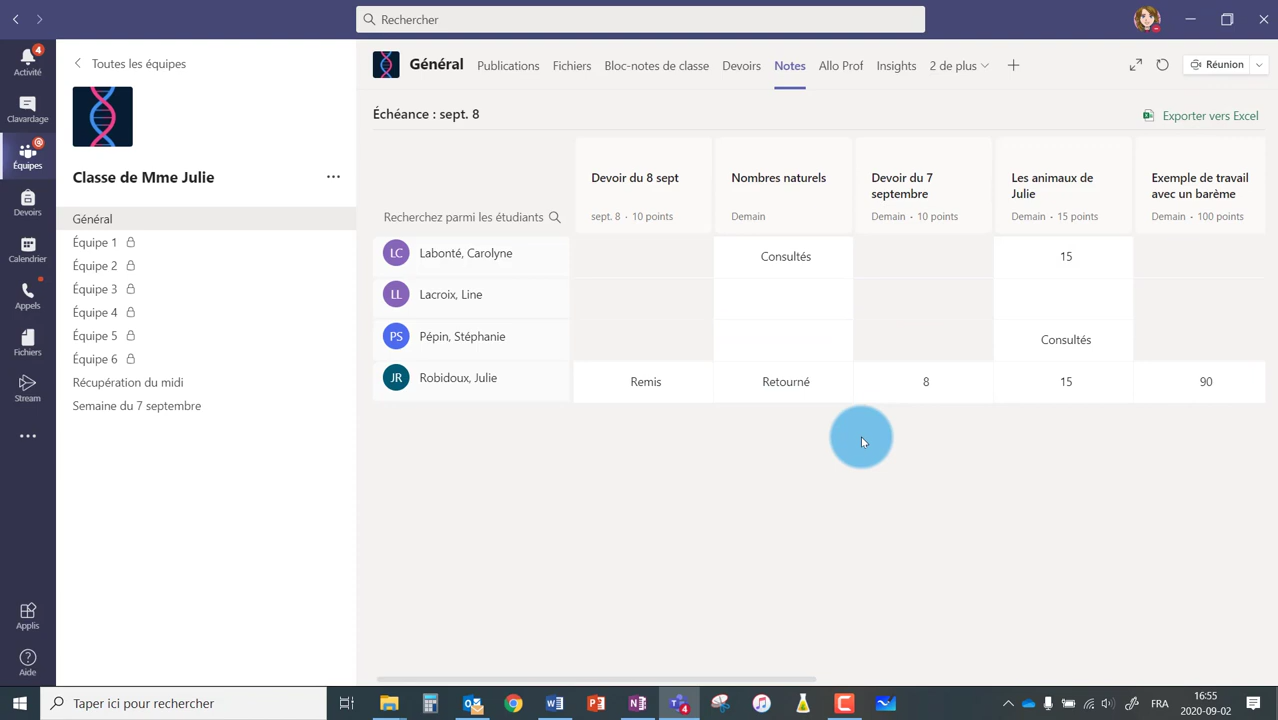 Rechercher
4
Activité
Clavardage
Équipes
Devoirs
Calendrier
Appels
Fichiers
Stream
Applis
Aide
Toutes les équipes
Classe de Mme Julie
Général
Équipe 1
Équipe 2
Équipe 3
Équipe 4
Équipe 5
Équipe 6
Récupération du midi
Semaine du 7 septembre
Général Publications Fichiers Bloc-notes de classe Devoirs Notes Allo Prof Insights 2 de plus
Réunion
Échéance : sept. 8
Exporter vers Excel
Recherchez parmi les étudiants
Devoir du 8 sept
sept. 8 • 10 points
Nombres naturels
Demain
Devoir du 7
septembre
Demain • 10 points
Les animaux de
Julie
Demain • 15 points
Exemple de travail
avec un barème
Demain • 100 points
LC Labonté, Carolyne Consultés 15
LL Lacroix, Line
PS Pépin, Stéphanie Consultés
JR Robidoux, Julie Remis Retourné 8 15 90
Taper ici pour rechercher
4
FRA
16:55
2020-09-02